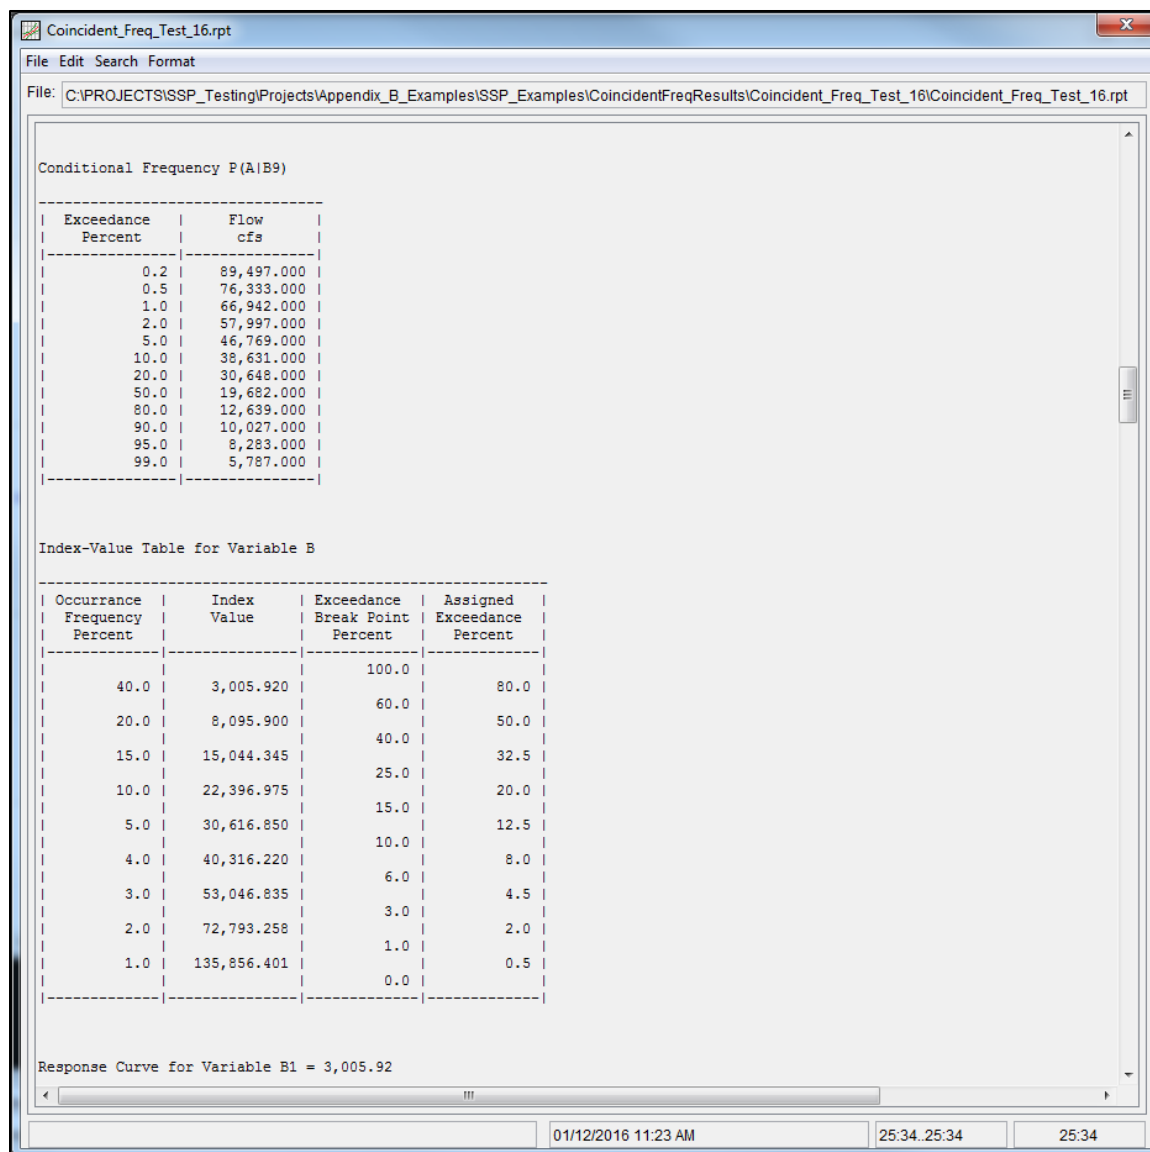 Coincident_Freq_Test_16.rpt
x
File Edit Search Format
File: C:\PROJECTS\SSP_Testing\Projects\Appendix_B_Examples\SSP_Examples\CoincidentFreqResults\Coincident_Freq_Test_16\Coincident_Freq_Test_16.rpt
Conditional Frequency P(A|B9)
---------------------------------
| Exceedance | Flow |
| Percent | cfs |
|---------------|---------------|
| 0.2 | 89,497.000 |
| 0.5 | 76,333.000 |
| 1.0 | 66,942.000 |
| 2.0 | 57,997.000 |
| 5.0 | 46,769.000 |
| 10.0 | 38,631.000 |
| 20.0 | 30,648.000 |
| 50.0 | 19,682.000 |
| 80.0 | 12,639.000 |
| 90.0 | 10,027.000 |
| 95.0 | 8,283.000 |
| 99.0 | 5,787.000 |
|---------------|---------------|
Index-Value Table for Variable B
-----------------------------------------------------------
| Occurrance | Index | Exceedance | Assigned |
| Frequency | Value | Break Point | Exceedance |
| Percent | | Percent | Percent |
|-------------|---------------|-------------|-------------|
| | | 100.0 | |
| 40.0 | 3,005.920 | | 80.0 |
| | | 60.0 | |
| 20.0 | 8,095.900 | | 50.0 |
| | | 40.0 | |
| 15.0 | 15,044.345 | | 32.5 |
| | | 25.0 | |
| 10.0 | 22,396.975 | | 20.0 |
| | | 15.0 | |
| 5.0 | 30,616.850 | | 12.5 |
| | | 10.0 | |
| 4.0 | 40,316.220 | | 8.0 |
| | | 6.0 | |
| 3.0 | 53,046.835 | | 4.5 |
| | | 3.0 | |
| 2.0 | 72,793.258 | | 2.0 |
| | | 1.0 | |
| 1.0 | 135,856.401 | | 0.5 |
| | | 0.0 | |
|-------------|---------------|-------------|-------------|
Response Curve for Variable B1 = 3,005.92
01/12/2016 11:23 AM
25:34..25:34
25:34